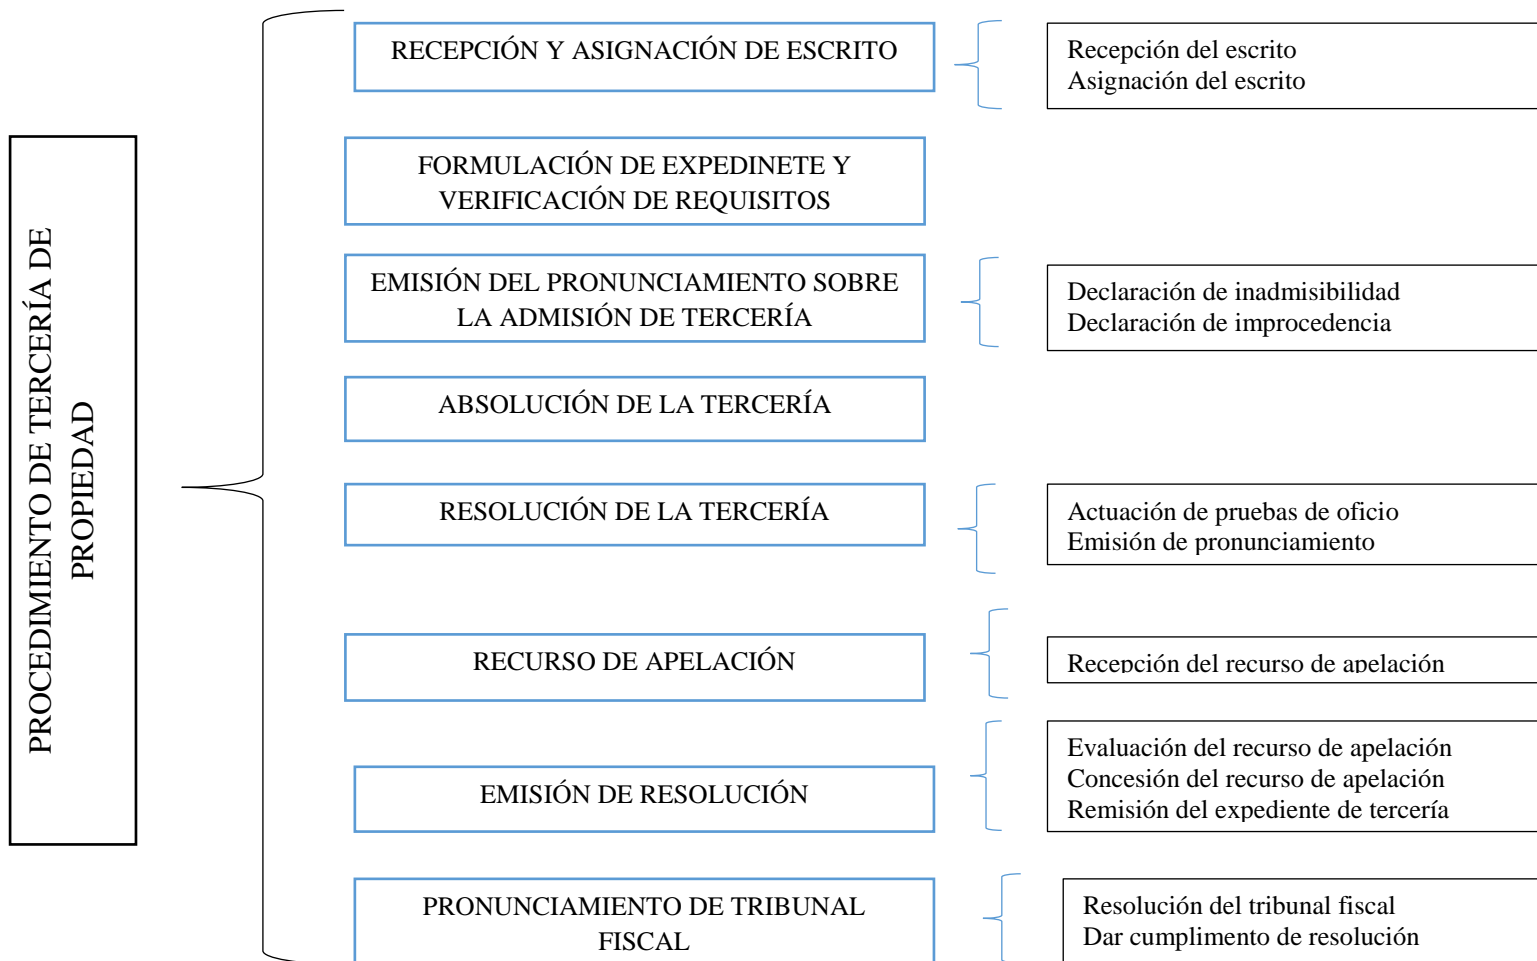 PROCEDIMIENTO DE TERCERÍA DE
PROPIEDAD
RECEPCIÓN Y ASIGNACIÓN DE ESCRITO
Recepción del escrito
Asignación del escrito
FORMULACIÓN DE EXPEDINETE Y
VERIFICACIÓN DE REQUISITOS
EMISIÓN DEL PRONUNCIAMIENTO SOBRE
LA ADMISIÓN DE TERCERÍA
Declaración de inadmisibilidad
Declaración de improcedencia
ABSOLUCIÓN DE LA TERCERÍA
RESOLUCIÓN DE LA TERCERÍA
Actuación de pruebas de oficio
Emisión de pronunciamiento
RECURSO DE APELACIÓN
Recepción del recurso de apelación
EMISIÓN DE RESOLUCIÓN
Evaluación del recurso de apelación
Concesión del recurso de apelación
Remisión del expediente de tercería
PRONUNCIAMIENTO DE TRIBUNAL
FISCAL
Resolución del tribunal fiscal
Dar cumplimento de resolución